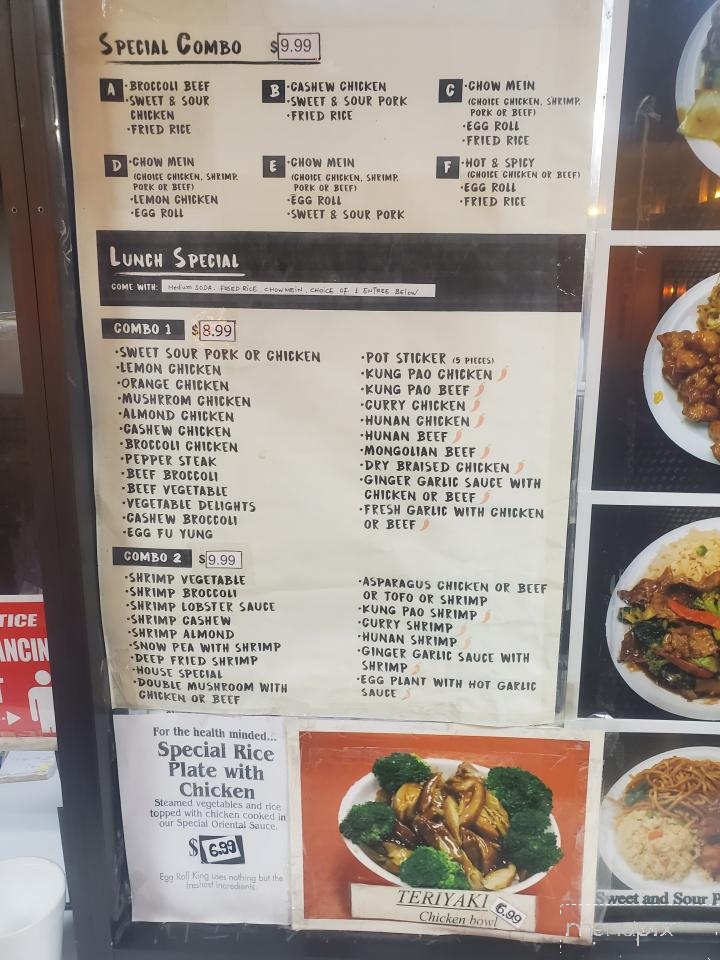 SPECIAL COMBO $9.99
A
·BROCCOLI BEEF
·SWEET & SOUR
CHICKEN
·FRIED RICE
B
·CASHEW CHICKEN
·SWEET & SOUR PORK
·FRIED RICE
C
·CHOW MEIN
(CHOICE CHICKEN, SHRIMP,
PORK OR BEEF)
·EGG ROLL
·FRIED RICE
D
·CHOW MEIN
(CHOICE CHICKEN, SHRIMP,
PORK OR BEEF)
·LEMON CHICKEN
·EGG ROLL
E
·CHOW MEIN
(CHOICE CHICKEN, SHRIMP,
PORK OR BEEF)
·EGG ROLL
·SWEET & SOUR PORK
F
·HOT & SPICY
(CHOICE CHICKEN OR BEEF)
·EGG ROLL
·FRIED RICE
LUNCH SPECIAL
COME WITH: MEDIUM SODA, FRIED RICE, CHOW MEIN, CHOICE OF 1 ENTREE BELOW
COMBO 1 $8.99
·SWEET SOUR PORK OR CHICKEN
·LEMON CHICKEN
·ORANGE CHICKEN
·MUSHRROM CHICKEN
·ALMOND CHICKEN
·CASHEW CHICKEN
·BROCCOLI CHICKEN
·PEPPER STEAK
·BEEF BROCCOLI
·BEEF VEGETABLE
·VEGETABLE DELIGHTS
·CASHEW BROCCOLI
·EGG FU YUNG
·POT STICKER (5 PIECES)
·KUNG PAO CHICKEN
·KUNG PAO BEEF
·CURRY CHICKEN
·HUNAN CHICKEN
·HUNAN BEEF
·MONGOLIAN BEEF
·DRY BRAISED CHICKEN
·GINGER GARLIC SAUCE WITH
CHICKEN OR BEEF
·FRESH GARLIC WITH CHICKEN
OR BEEF
COMBO 2 $9.99
·SHRIMP VEGETABLE
·SHRIMP BROCCOLI
·SHRIMP LOBSTER SAUCE
·SHRIMP CASHEW
·SHRIMP ALMOND
·SNOW PEA WITH SHRIMP
·DEEP FRIED SHRIMP
·HOUSE SPECIAL
·DOUBLE MUSHROOM WITH
CHICKEN OR BEEF
·ASPARAGUS CHICKEN OR BEEF
OR TOFO OR SHRIMP
·KUNG PAO SHRIMP
·CURRY SHRIMP
·HUNAN SHRIMP
·GINGER GARLIC SAUCE WITH
SHRIMP
·EGG PLANT WITH HOT GARLIC
SAUCE
TICE
ANCIN
For the health minded...
Special Rice
Plate with
Chicken
Steamed vegetables and rice
topped with chicken cooked in
our Special Oriental Sauce.
$6.99
Egg Roll King uses nothing but the
freshest ingredients.
TERIYAKI
Chicken bowl 6.99
Sweet and Sour P
menupix